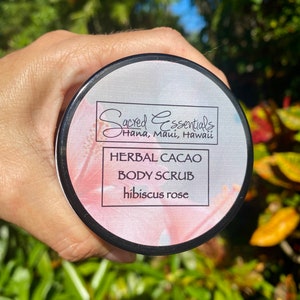 Sacred Essentials
Hana, Maui, Hawaii
HERBAL CACAO
BODY SCRUB
hibiscus rose